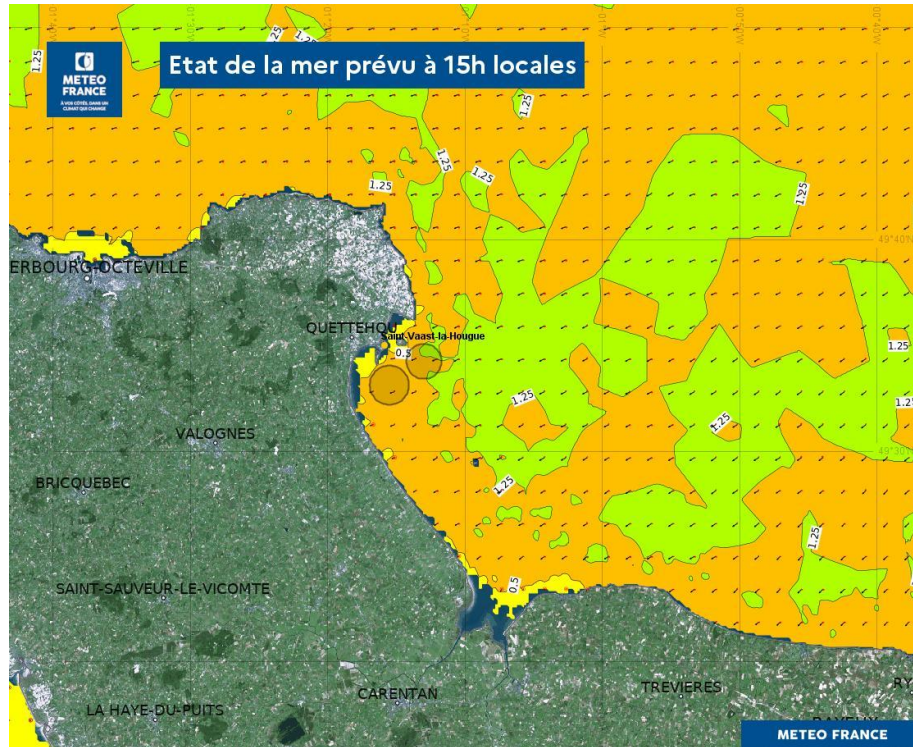 METEO
FRANCE
À VOS CÔTÉS, DANS UN
CLIMAT QUI CHANGE
Etat de la mer prévu à 15h locales
1.25
1.25
1.25
1.25
1.25
1.25
1.25
1.25
49°40'N
ERBOURG-OCTEVILLE
QUETTEHOU
Saint-Vaast-la-Hougue
0.5
1.25
1.25
1.25
1.25
VALOGNES
49°30'
BRICQUEBEC
1.25
1.25
SAINT-SAUVEUR-LE-VICOMTE
0.5
CARENTAN
TREVIERES
RY
LA HAYE-DU-PUITS
BAYEUX
METEO FRANCE